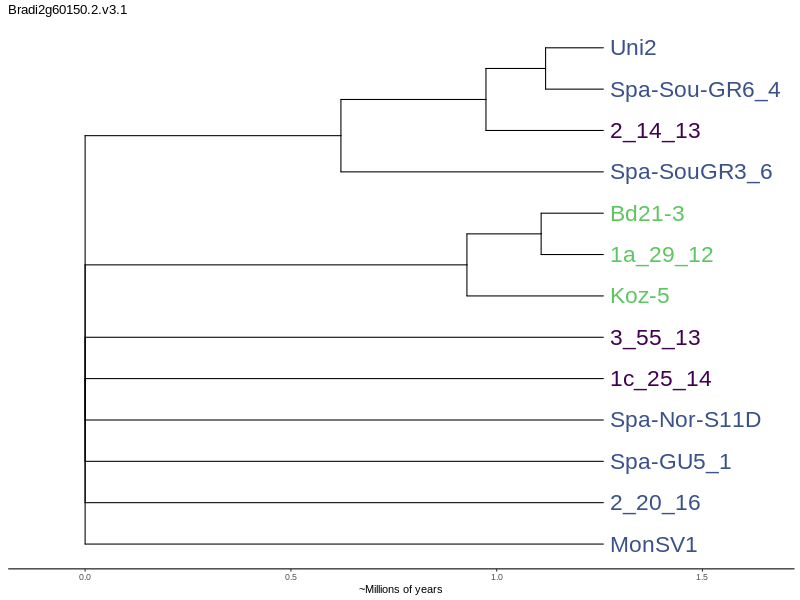 Bradi2g60150.2.v3.1
Uni2
Spa-Sou-GR6_4
2_14_13
Spa-SouGR3_6
Bd21-3
1a_29_12
Koz-5
3_55_13
1c_25_14
Spa-Nor-S11D
Spa-GU5_1
2_20_16
MonSV1
0.0 0.5 1.0 1.5
~Millions of years